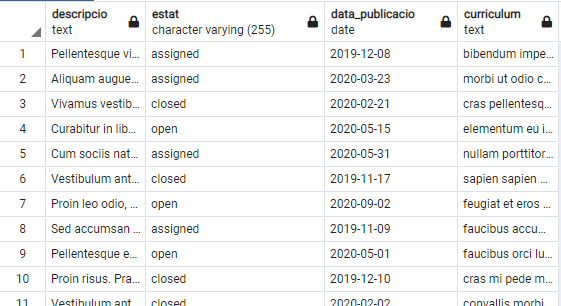 descripcio estat data_publicacio curriculum
text character varying (255) date text
1 Pellentesque vi... assigned 2019-12-08 bibendum impe...
2 Aliquam augue... assigned 2020-03-23 morbi ut odio c...
3 Vivamus vestib... closed 2020-02-21 cras pellentesq...
4 Curabitur in lib... open 2020-05-15 elementum eu i...
5 Cum sociis nat... assigned 2020-05-31 nullam porttitor...
6 Vestibulum ant... closed 2019-11-17 sapien sapien ...
7 Proin leo odio, ... open 2020-09-02 feugiat et eros ...
8 Sed accumsan ... assigned 2019-11-09 faucibus accu...
9 Pellentesque e... open 2020-05-01 faucibus orci lu...
10 Proin risus. Pra... closed 2019-12-10 cras mi pede m...
11 Vestibulum ant... closed 2020-02-02 convallis morbi...